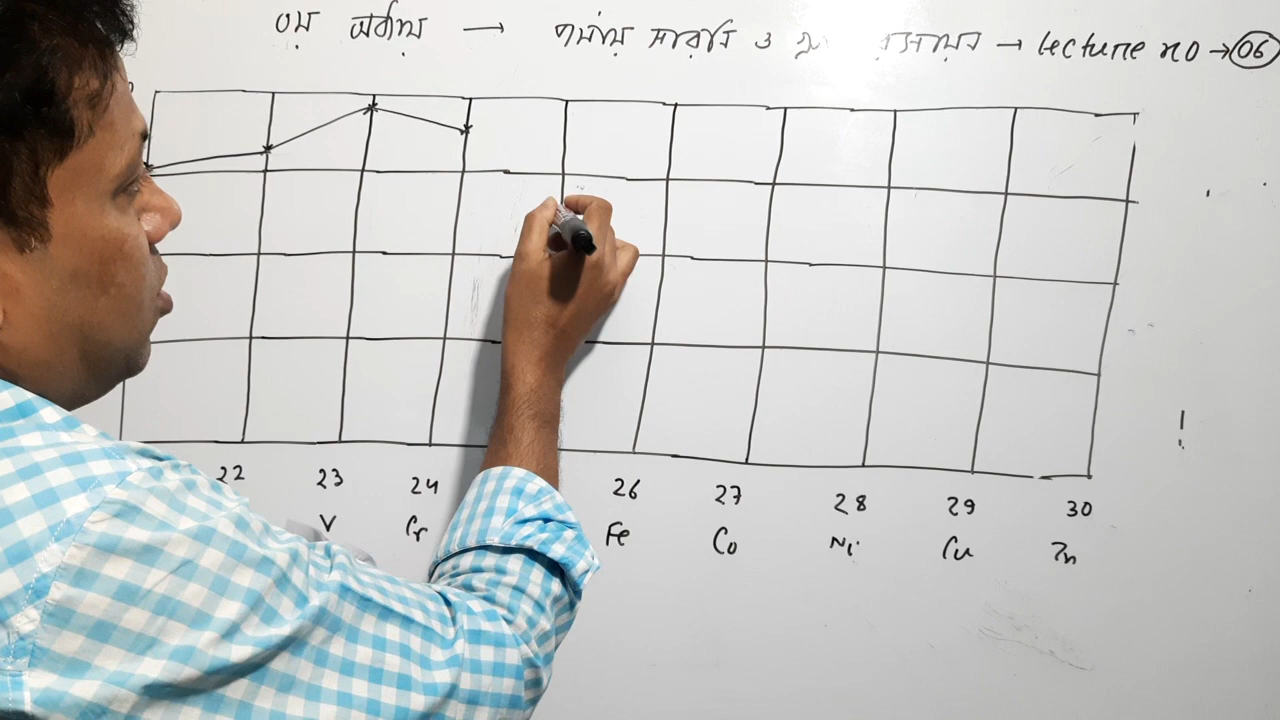 ৩য় অধ্যায় → পর্যায় সারণি ও → lecture no → 06
22 23 24 26 27 28 29 30
V Cr Fe Co Ni Cu Zn